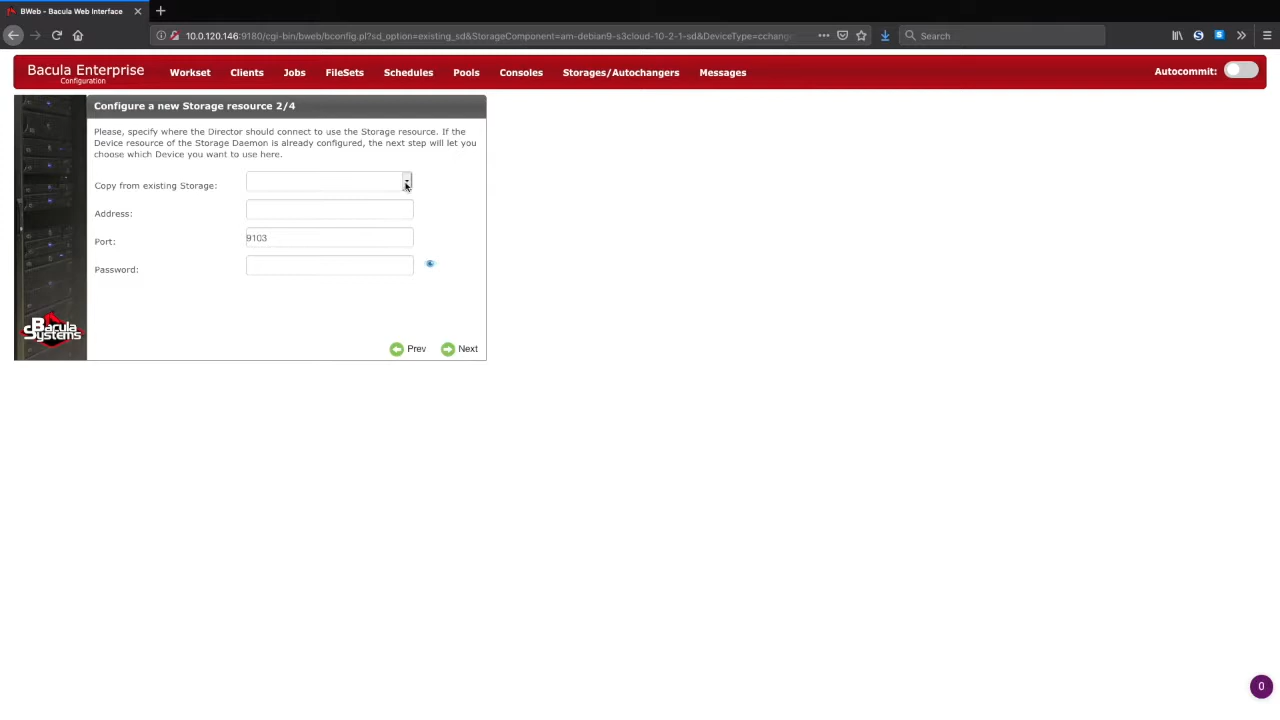 BWeb - Bacula Web Interface
10.0.120.146:9180/cgi-bin/bweb/bconfig.pl?sd_option=existing_sd&StorageComponent=am-debian9-s3cloud-10-2-1-sd&DeviceType=cchang
Search
Bacula Enterprise
Configuration
Workset
Clients
Jobs
FileSets
Schedules
Pools
Consoles
Storages/Autochangers
Messages
Autocommit:
Configure a new Storage resource 2/4
Please, specify where the Director should connect to use the Storage resource. If the
Device resource of the Storage Daemon is already configured, the next step will let you
choose which Device you want to use here.
Copy from existing Storage:
Address:
Port:
9103
Password:
Bacula
Systems
Prev
Next
0